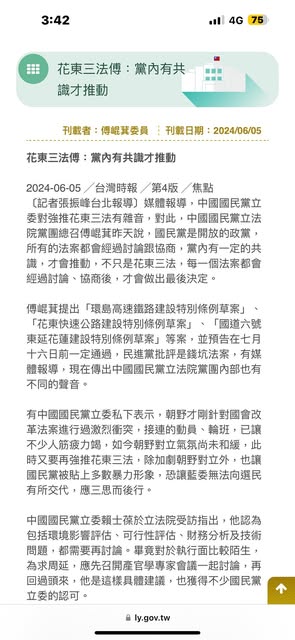 3:42
4G 75
花東三法傅：黨內有共
識才推動
刊載者：傅崐萁委員 刊載日期：2024/06/05
花東三法傅：黨內有共識才推動
2024-06-05 ╱台灣時報 ╱第4版 ╱焦點
〔記者張振峰台北報導〕媒體報導，中國國民黨立
委對強推花東三法有雜音，對此，中國國民黨立法
院黨團總召傅崐萁昨天說，國民黨是開放的政黨，
所有的法案都會經過討論跟協商，黨內有一定的共
識，才會推動，不只是花東三法，每一個法案都會
經過討論、協商後，才會做出最後決定。
傅崐萁提出「環島高速鐵路建設特別條例草案」、
「花東快速公路建設特別條例草案」、「國道六號
東延花蓮建設特別條例草案」等案，並預告在七月
十六日前一定通過，民進黨批評是錢坑法案，有媒
體報導，現在傳出中國國民黨立法院黨團內部也有
不同的聲音。
有中國國民黨立委私下表示，朝野才剛針對國會改
革法案進行過激烈衝突，接連的動員、輪班，已讓
不少人筋疲力竭，如今朝野對立氣氛尚未和緩，此
時又要再強推花東三法，除加劇朝野對立外，也讓
國民黨被貼上多數暴力形象，恐讓藍委無法向選民
有所交代，應三思而後行。
中國國民黨立委賴士葆於立法院受訪指出，他認為
包括環境影響評估、可行性評估、財務分析及技術
問題，都需要再討論。畢竟對於執行面比較陌生，
為求周延，應先召開產官學專家會議一起討論，再
回過頭來，他是這樣具體建議，也獲得不少國民黨
立委的認可。
ly.gov.tw